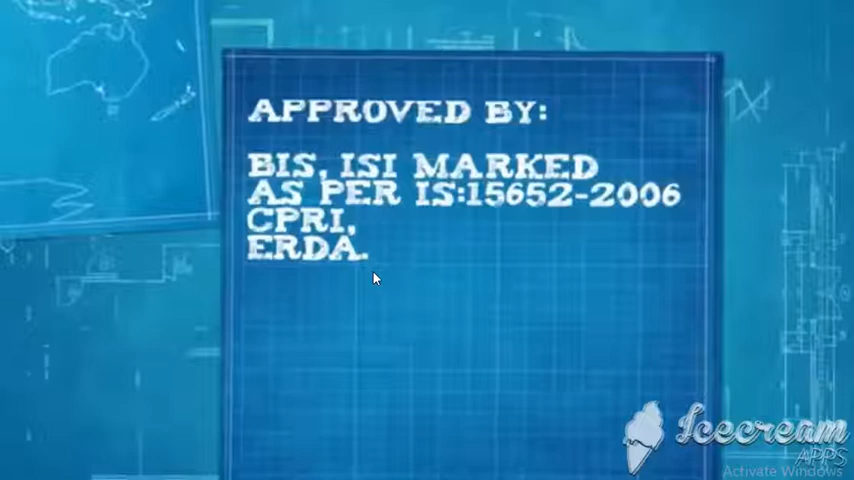 APPROVED BY:
BIS, ISI MARKED
AS PER IS:15652-2006
CPRI,
ERDA.
Icecream
APPS
Activate Windows